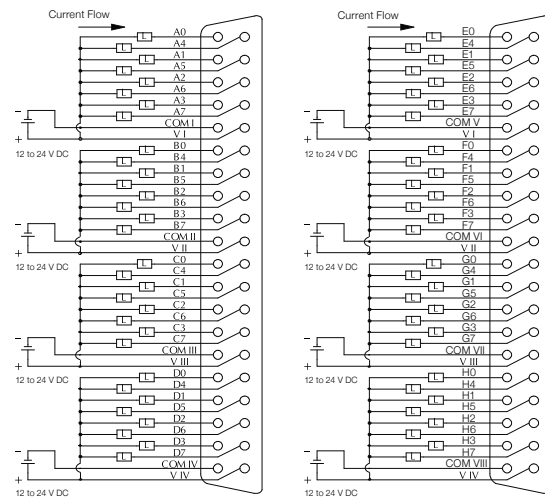 Current Flow
L A0
L A4
L A1
L A5
L A2
L A6
L A3
L A7
− COM I
+ V I
12 to 24 V DC
L B0
L B4
L B1
L B5
L B2
L B6
L B3
L B7
− COM II
+ V II
12 to 24 V DC
L C0
L C4
L C1
L C5
L C2
L C6
L C3
L C7
− COM III
+ V III
12 to 24 V DC
L D0
L D4
L D1
L D5
L D2
L D6
L D3
L D7
− COM IV
+ V IV
12 to 24 V DC
Current Flow
L E0
L E4
L E1
L E5
L E2
L E6
L E3
L E7
− COM V
+ V I
12 to 24 V DC
L F0
L F4
L F1
L F5
L F2
L F6
L F3
L F7
− COM VI
+ V II
12 to 24 V DC
L G0
L G4
L G1
L G5
L G2
L G6
L G3
L G7
− COM VII
+ V III
12 to 24 V DC
L H0
L H4
L H1
L H5
L H2
L H6
L H3
L H7
− COM VIII
+ V IV
12 to 24 V DC